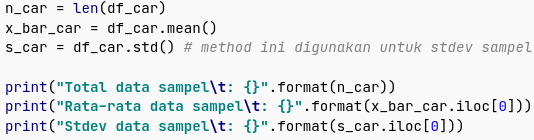 n_car = len(df_car)
x_bar_car = df_car.mean()
s_car = df_car.std() # method ini digunakan untuk stdev sampel
print("Total data sampel\t: {}".format(n_car))
print("Rata-rata data sampel\t: {}".format(x_bar_car.iloc[0]))
print("Stdev data sampel\t: {}".format(s_car.iloc[0]))